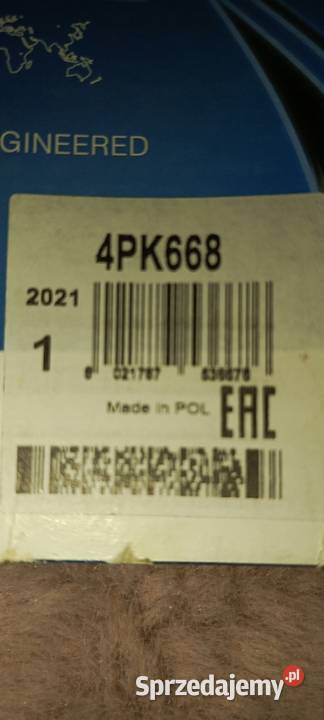 GINEERED
4PK668
2021
1
Made in POL
EAC
Sprzedajemy.pl